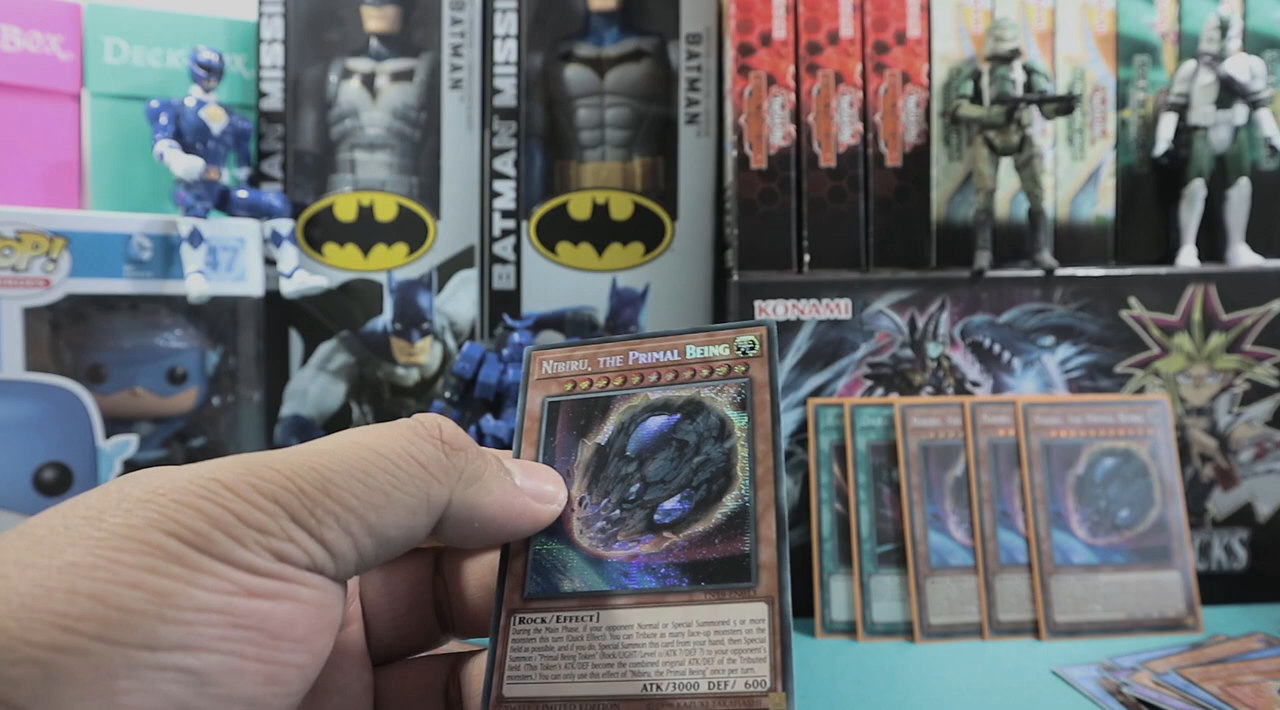 BOX
DECK BOX
BATMAN
BATMAN MISSI
BATMAN
POP!
47
KONAMI
NIBIRU, THE PRIMAL BEING
[ROCK/EFFECT]
During the Main Phase, if your opponent Normal or Special Summoned 5 or more
monsters this turn (Quick Effect): You can Tribute as many face-up monsters on the
field as possible, and if you do, Special Summon this card from your hand, then Special
Summon 1 "Primal Being Token" (Rock/LIGHT/Level 11/ATK ?/DEF ?) to your opponent's
field. (This Token's ATK/DEF become the combined original ATK/DEF of the Tributed
monsters.) You can only use this effect of "Nibiru, the Primal Being" once per turn.
ATK/3000 DEF/ 600
LIMITED EDITION
KAZUKI TAKAHASHI